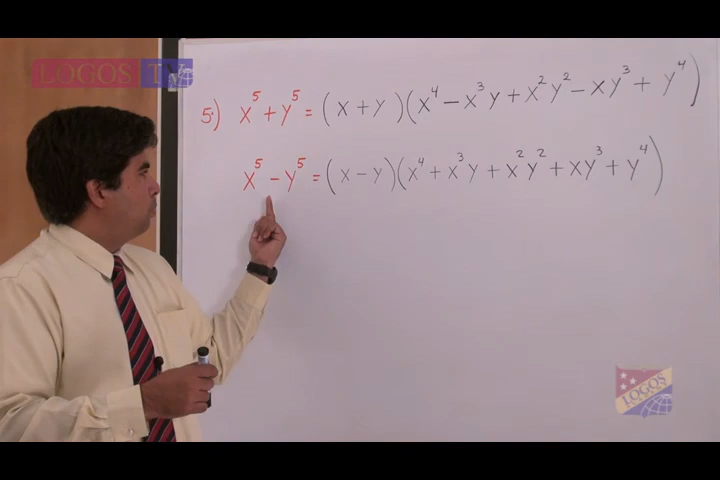 LOGOS TV
5) x⁵ + y⁵ = (x + y)(x⁴ - x³y + x²y² - xy³ + y⁴)
x⁵ - y⁵ = (x - y)(x⁴ + x³y + x²y² + xy³ + y⁴)
LOGOS